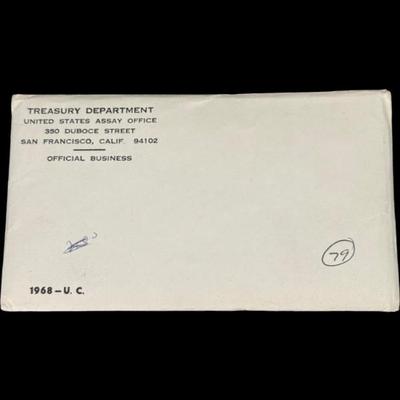 TREASURY DEPARTMENT
UNITED STATES ASSAY OFFICE
350 DUBOCE STREET
SAN FRANCISCO, CALIF. 94102
OFFICIAL BUSINESS
79
1968 – U. C.